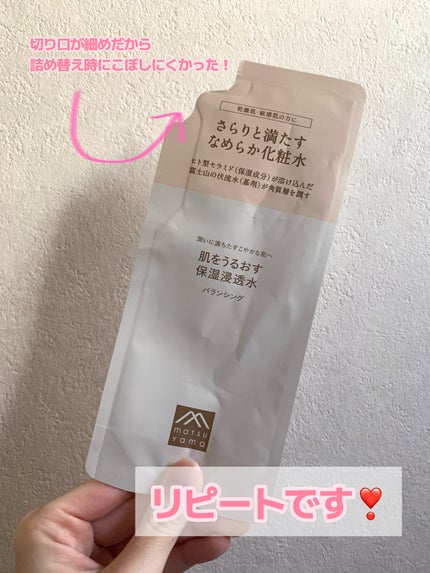 切り口が細めだから
詰め替え時にこぼしにくかった！
乾燥肌・敏感肌の方に
さらりと満たす
なめらか化粧水
ヒト型セラミド（保湿成分）が溶け込んだ
富士山の伏流水（基剤）が角質層を潤す
潤いに満ちたすこやかな肌へ
肌をうるおす
保湿浸透水
バランシング
matsu
yama
リピートです❣